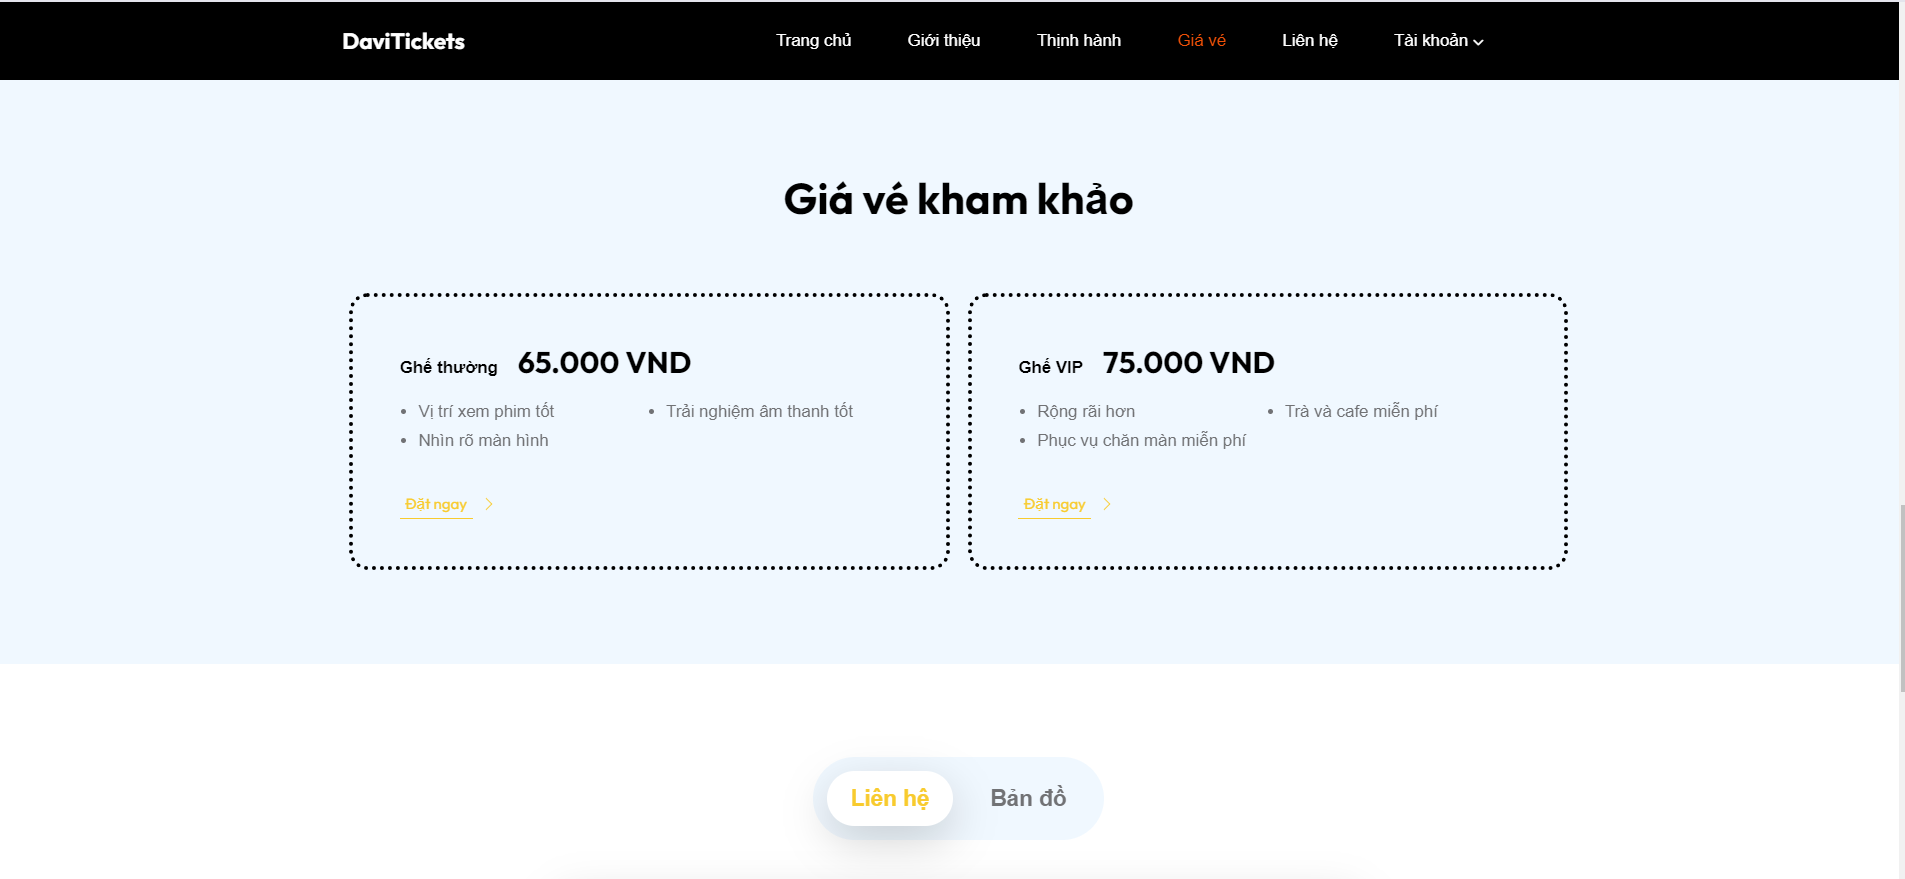 DaviTickets
Trang chủ
Giới thiệu
Thịnh hành
Giá vé
Liên hệ
Tài khoản
Giá vé kham khảo
Ghế thường 65.000 VND
Vị trí xem phim tốt
Trải nghiệm âm thanh tốt
Nhìn rõ màn hình
Đặt ngay
Ghế VIP 75.000 VND
Rộng rãi hơn
Trà và cafe miễn phí
Phục vụ chăn màn miễn phí
Đặt ngay
Liên hệ
Bản đồ